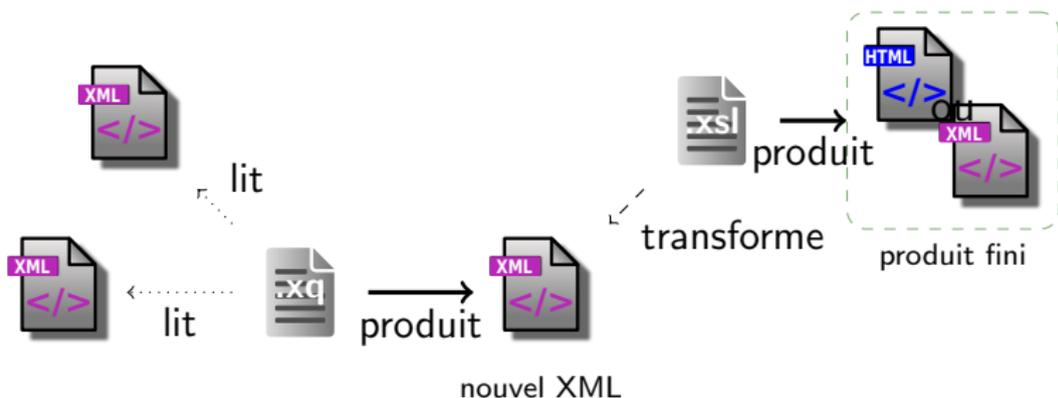 HTML
</>
ou
XML
</>
XML
</>
.xsl
produit
lit
transforme
produit fini
XML
</>
.xq
XML
</>
lit
produit
nouvel XML